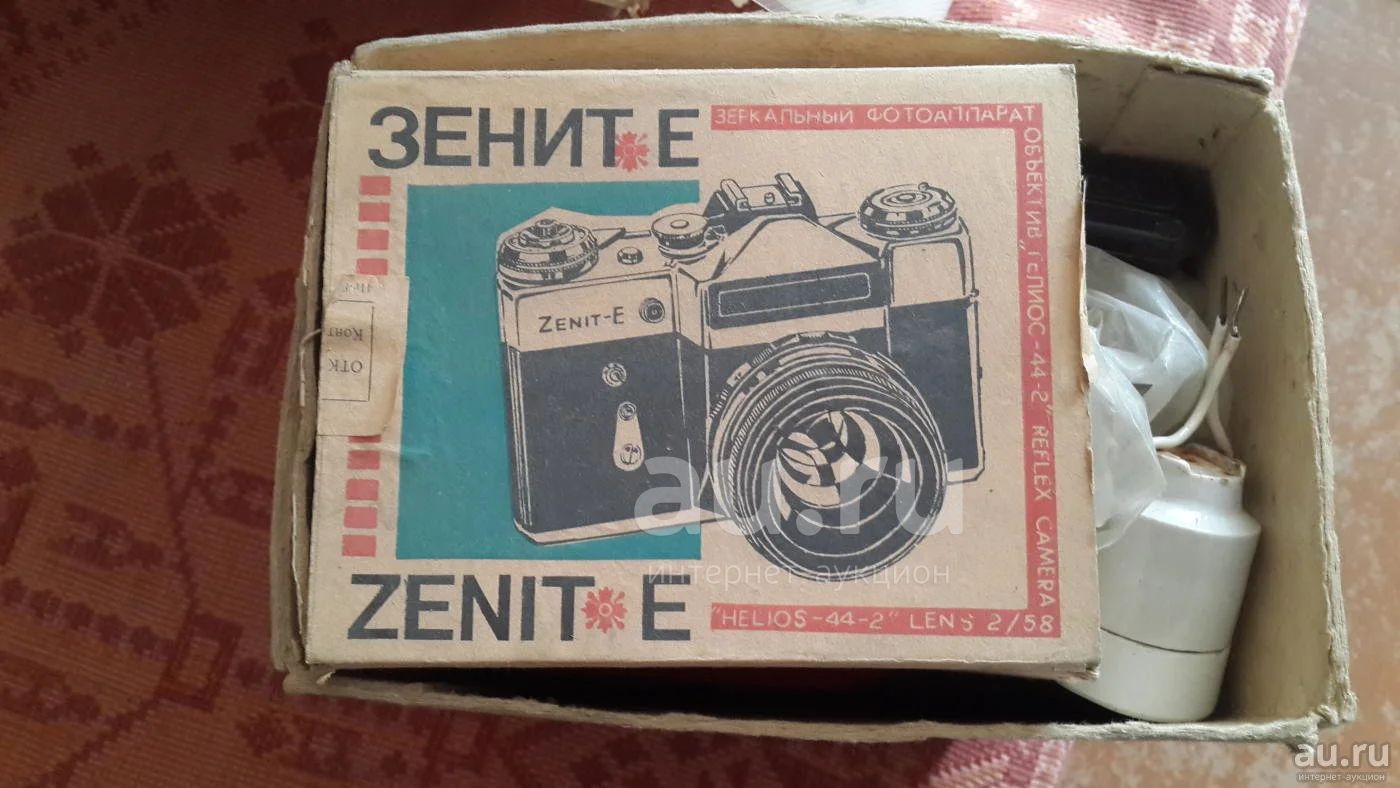 ЗЕНИТ Е
ЗЕРКАЛЬНЫЙ ФОТОАППАРАТ
ОБЪЕКТИВ "ГЕЛИОС-44-2" REFLEX CAMERA
ZENIT-E
ОТК
Конт
au.ru
интернет-аукцион
ZENIT E
"HELIOS-44-2" LENS 2/58
au.ru
интернет-аукцион